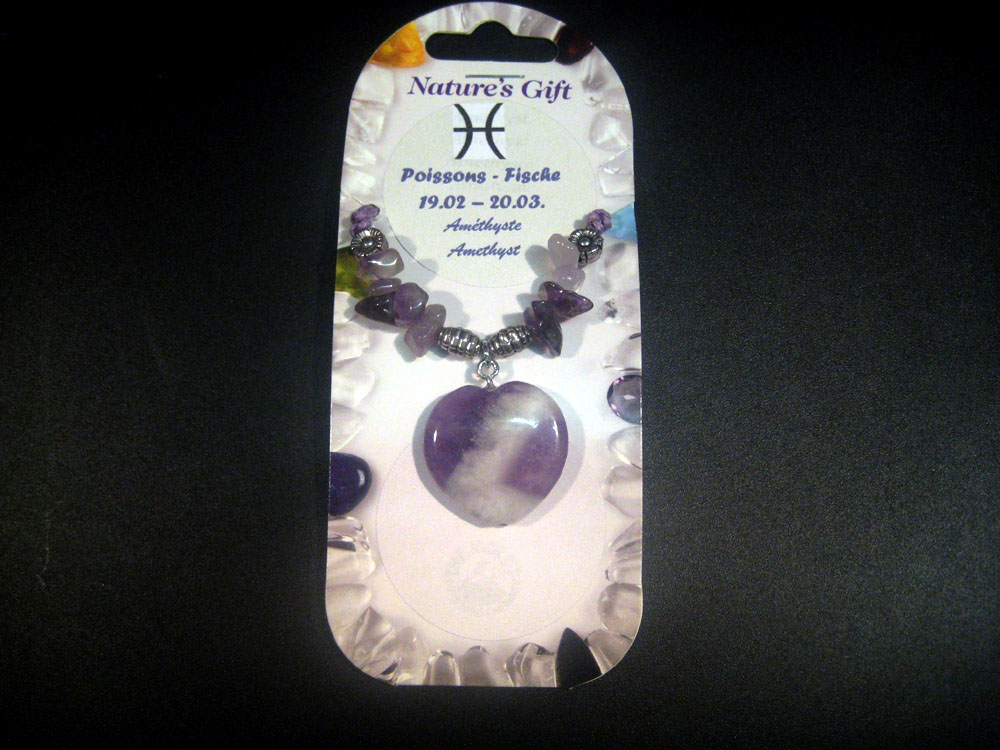 Nature's Gift
Poissons - Fische
19.02 – 20.03.
Améthyste
Amethyst